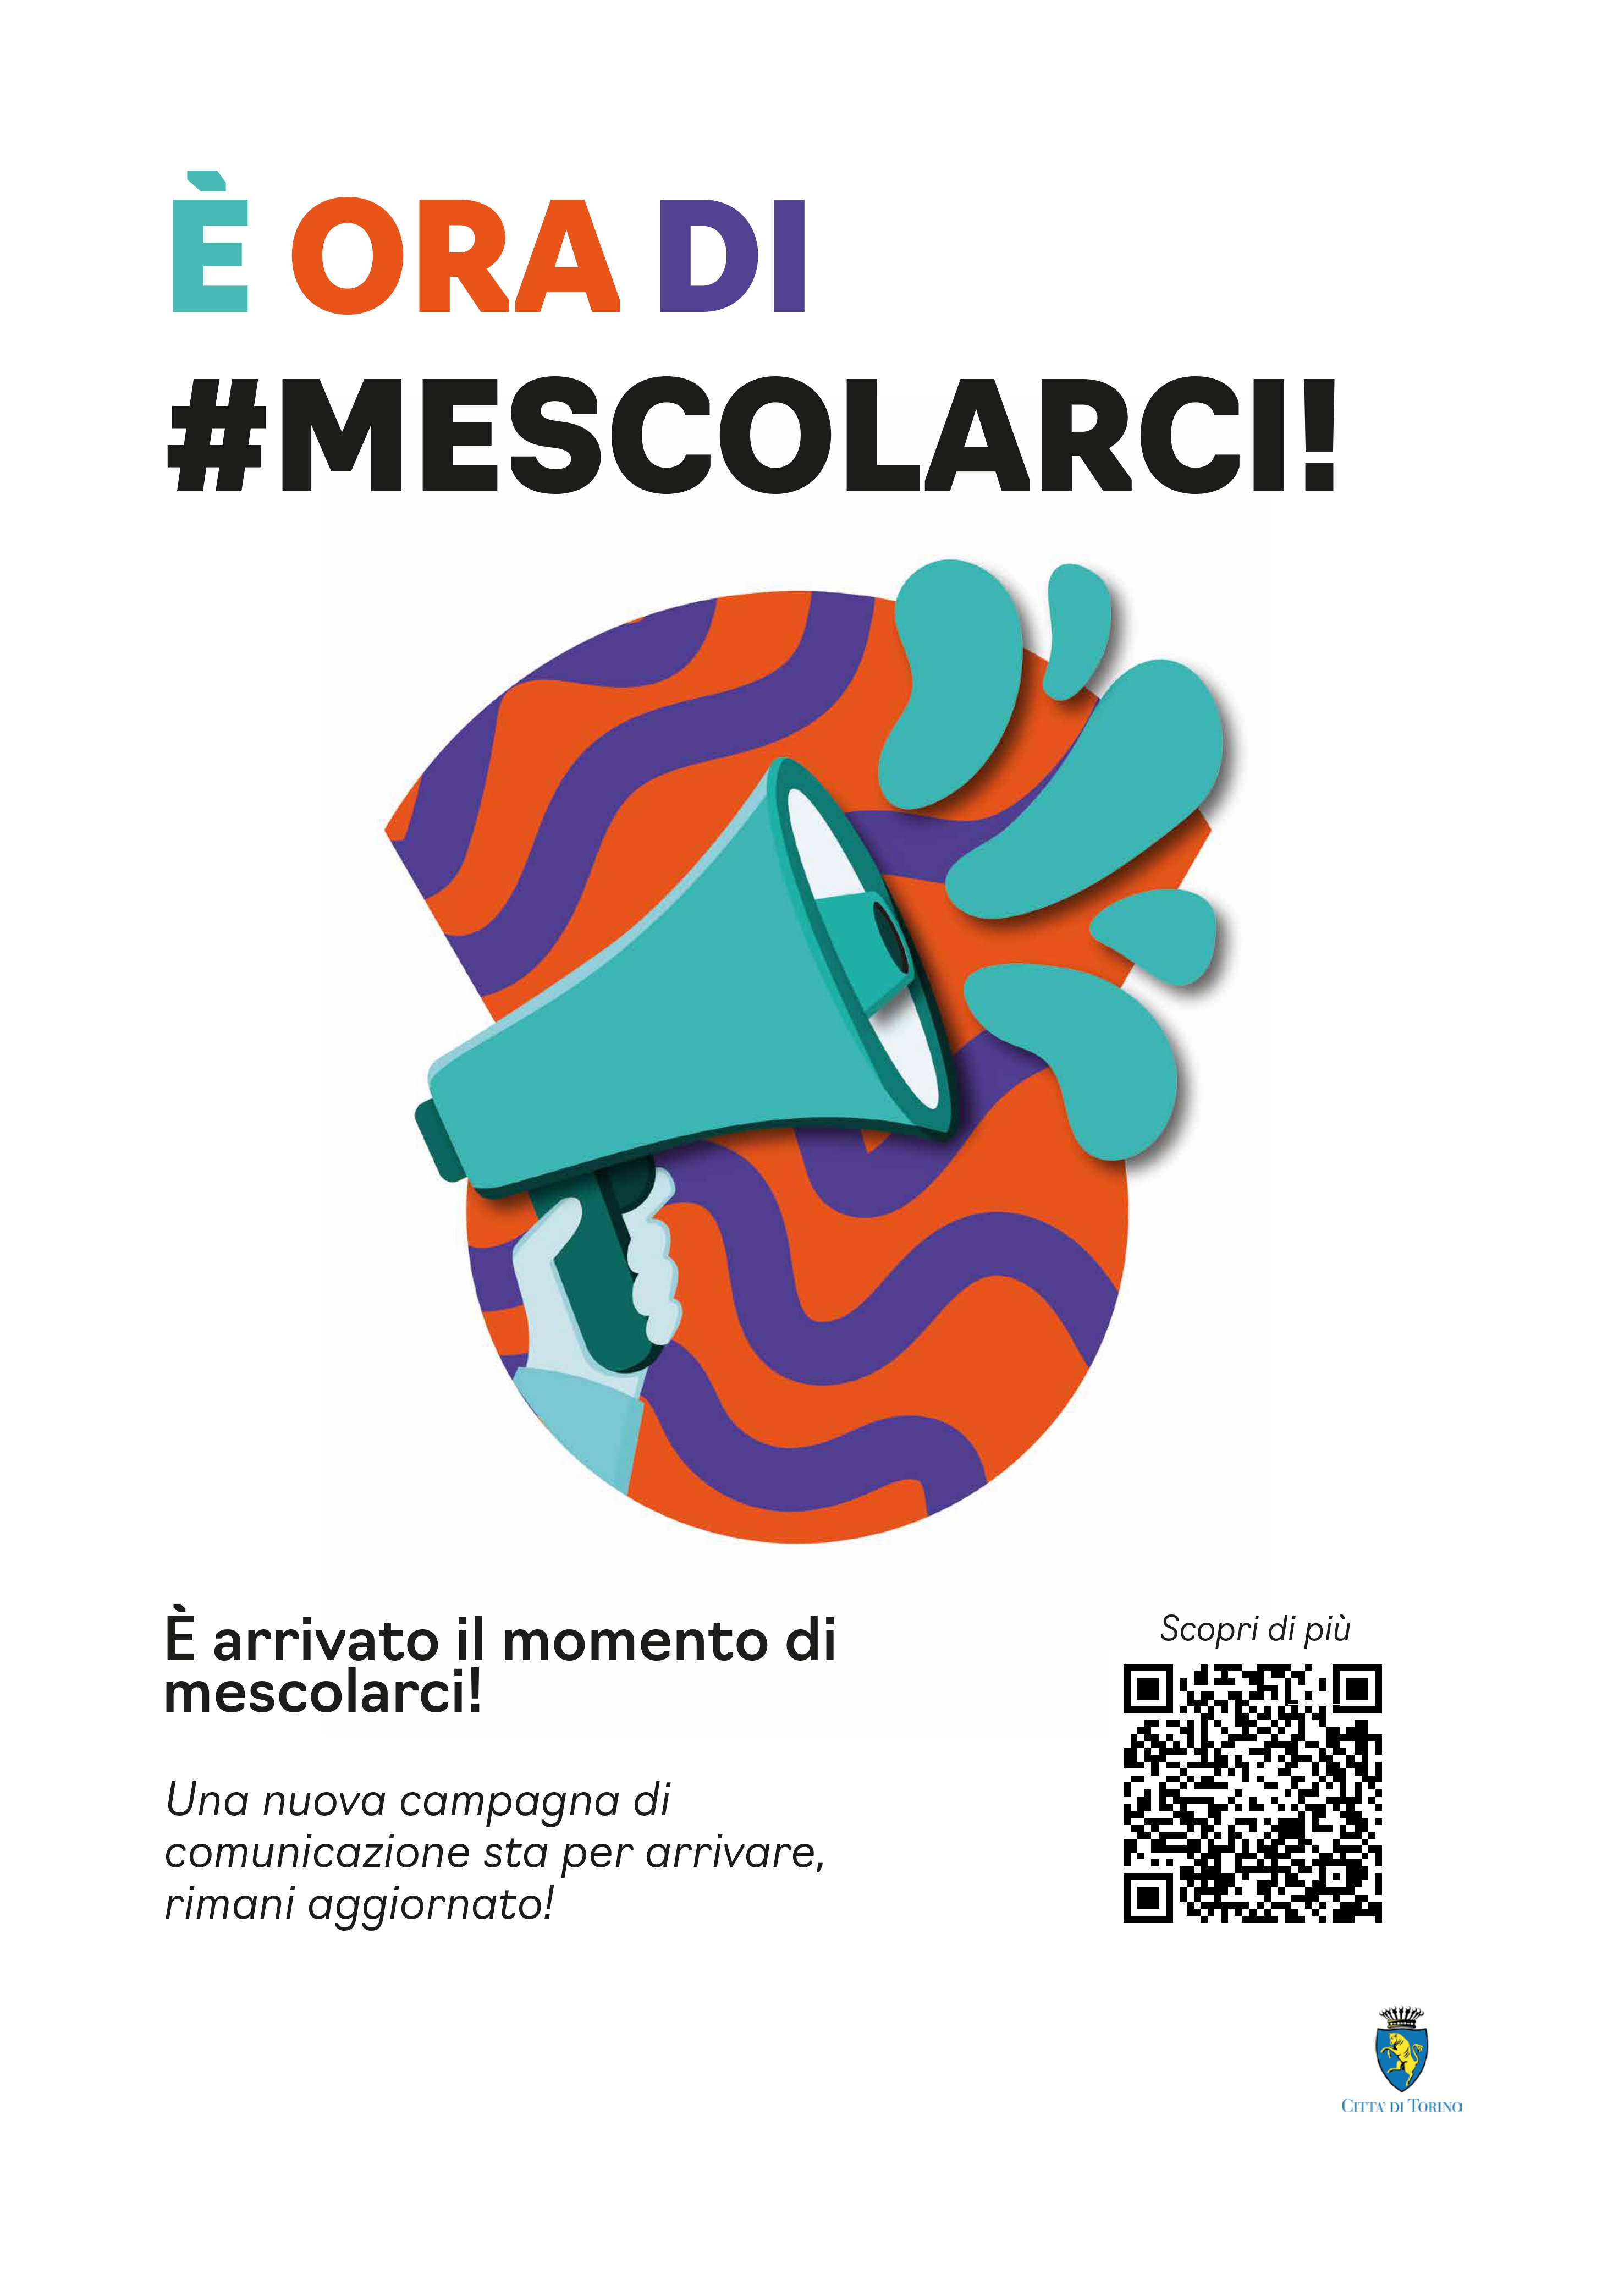 È ORA DI
#MESCOLARCI!
È arrivato il momento di
mescolarci!
Una nuova campagna di
comunicazione sta per arrivare,
rimani aggiornato!
Scopri di più
CITTA' DI TORINO